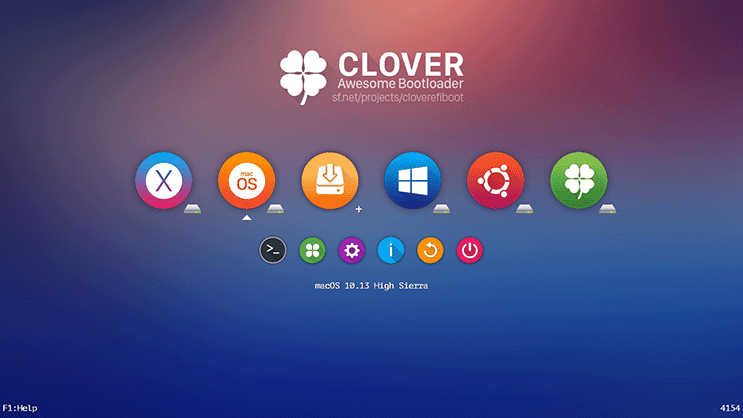 CLOVER
Awesome Bootloader
sf.net/projects/cloverefiboot
X
mac
OS
>_
i
macOS 10.13 High Sierra
F1:Help
4154